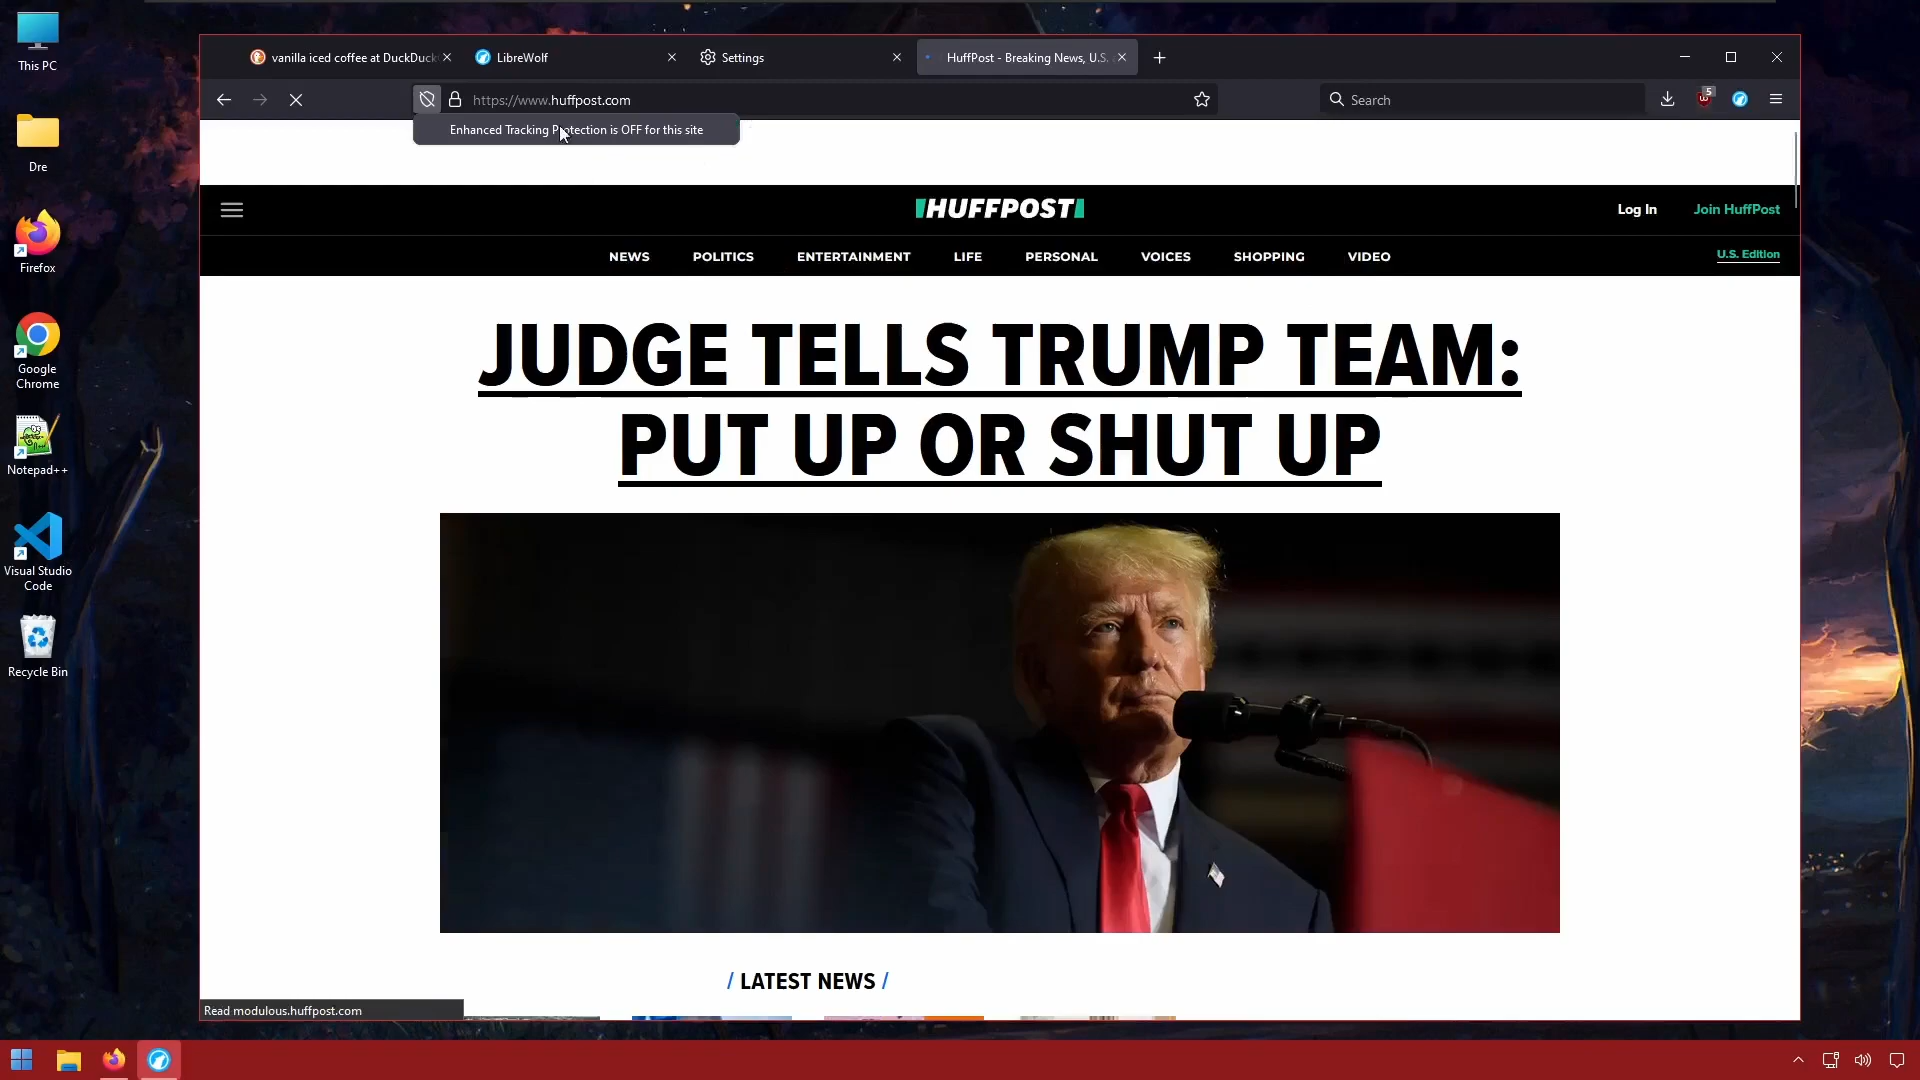 This PC
Dre
Firefox
Google
Chrome
Notepad++
Visual Studio
Code
Recycle Bin
vanilla iced coffee at DuckDuck
LibreWolf
Settings
HuffPost - Breaking News, U.S.
https://www.huffpost.com
Search
5
Enhanced Tracking Protection is OFF for this site
HUFFPOST
Log In
Join HuffPost
NEWS
POLITICS
ENTERTAINMENT
LIFE
PERSONAL
VOICES
SHOPPING
VIDEO
U.S. Edition
JUDGE TELLS TRUMP TEAM:
PUT UP OR SHUT UP
/ LATEST NEWS /
Read modulous.huffpost.com